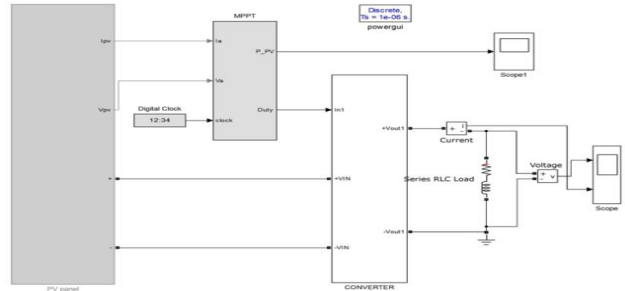 MPPT
Discrete,
Ts = 1e-06 s.
powergui
Ipv
Ia
P_PV
Scope1
Vpv
Va
Digital Clock
12:34
clock
Duty
In1
+Vout1
+ i
-
Current
Series RLC Load
Voltage
+ v
-
Scope
+
+VIN
-
-VIN
-Vout1
PV panel
CONVERTER